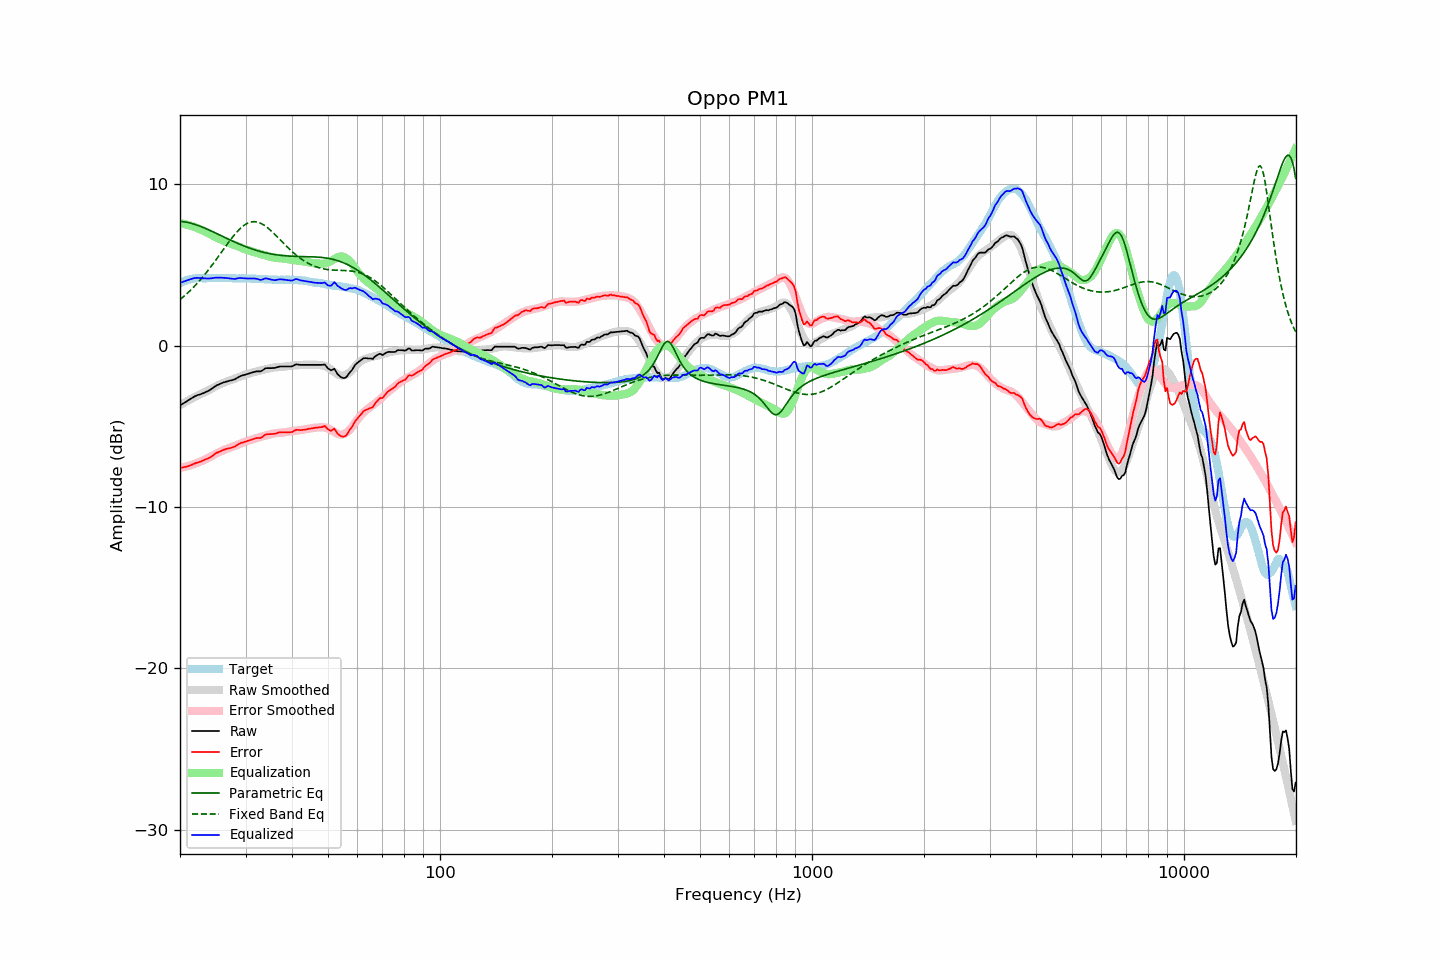 Oppo PM1
10
0
−10
−20
−30
Amplitude (dBr)
Target
Raw Smoothed
Error Smoothed
Raw
Error
Equalization
Parametric Eq
Fixed Band Eq
Equalized
100
1000
10000
Frequency (Hz)